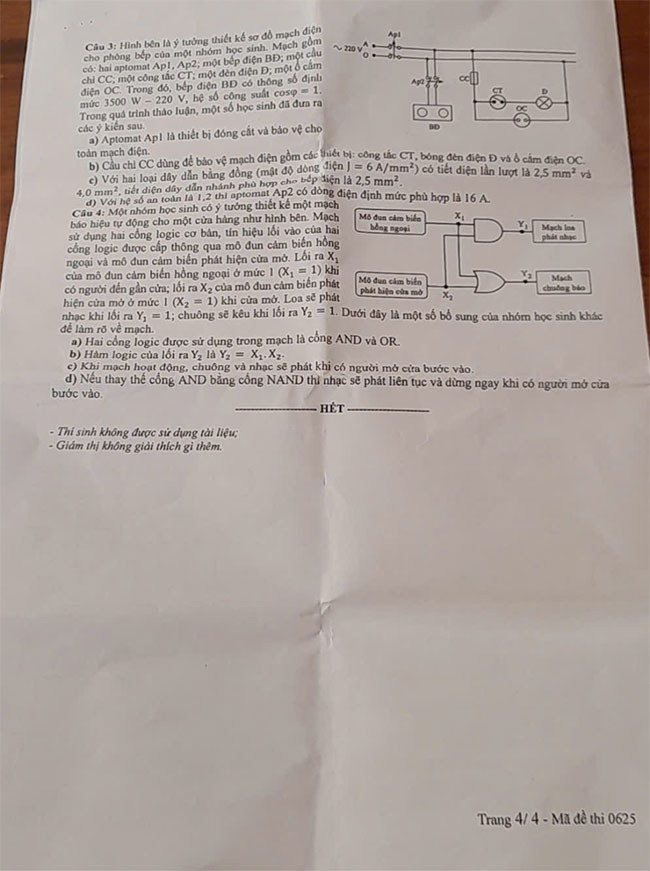 Câu 3: Hình bên là ý tưởng thiết kế sơ đồ mạch điện
cho phòng bếp của một nhóm học sinh. Mạch gồm
có: hai aptomat Ap1, Ap2; một bếp điện BĐ; một cầu
chì CC; một công tắc CT; một đèn điện Đ; một ổ cắm
điện OC. Trong đó, bếp điện BĐ có thông số định
mức 3500 W – 220 V, hệ số công suất cosφ = 1.
Trong quá trình thảo luận, một số học sinh đã đưa ra
các ý kiến sau.
a) Aptomat Ap1 là thiết bị đóng cắt và bảo vệ cho
toàn mạch điện.
~ 220 V
A
O
Ap1
Ap2
CC
CT
Đ
OC
BĐ
b) Cầu chì CC dùng để bảo vệ mạch điện gồm các thiết bị: công tắc CT, bóng đèn điện Đ và ổ cắm điện OC.
c) Với hai loại dây dẫn bằng đồng (mật độ dòng điện J = 6 A/mm²) có tiết diện lần lượt là 2,5 mm² và
4,0 mm², tiết diện dây dẫn nhánh phù hợp cho bếp điện là 2,5 mm².
d) Với hệ số an toàn là 1,2 thì aptomat Ap2 có dòng điện định mức phù hợp là 16 A.
Câu 4: Một nhóm học sinh có ý tưởng thiết kế một mạch
báo hiệu tự động cho một cửa hàng như hình bên. Mạch
sử dụng hai cổng logic cơ bản, tín hiệu lối vào của hai
cổng logic được cấp thông qua mô đun cảm biến hồng
ngoại và mô đun cảm biến phát hiện cửa mở. Lối ra X₁
của mô đun cảm biến hồng ngoại ở mức 1 (X₁ = 1) khi
có người đến gần cửa; lối ra X₂ của mô đun cảm biến phát
hiện cửa mở ở mức 1 (X₂ = 1) khi cửa mở. Loa sẽ phát
nhạc khi lối ra Y₁ = 1; chuông sẽ kêu khi lối ra Y₂ = 1. Dưới đây là một số bổ sung của nhóm học sinh khác
để làm rõ về mạch.
Mô đun cảm biến
hồng ngoại
X₁
Y₁
Mạch loa
phát nhạc
Mô đun cảm biến
phát hiện cửa mở
X₂
Y₂
Mạch
chuông báo
a) Hai cổng logic được sử dụng trong mạch là cổng AND và OR.
b) Hàm logic của lối ra Y₂ là Y₂ = X₁. X₂.
c) Khi mạch hoạt động, chuông và nhạc sẽ phát khi có người mở cửa bước vào.
d) Nếu thay thế cổng AND bằng cổng NAND thì nhạc sẽ phát liên tục và dừng ngay khi có người mở cửa
bước vào.
HẾT
- Thí sinh không được sử dụng tài liệu;
- Giám thị không giải thích gì thêm.
Trang 4/ 4 - Mã đề thi 0625